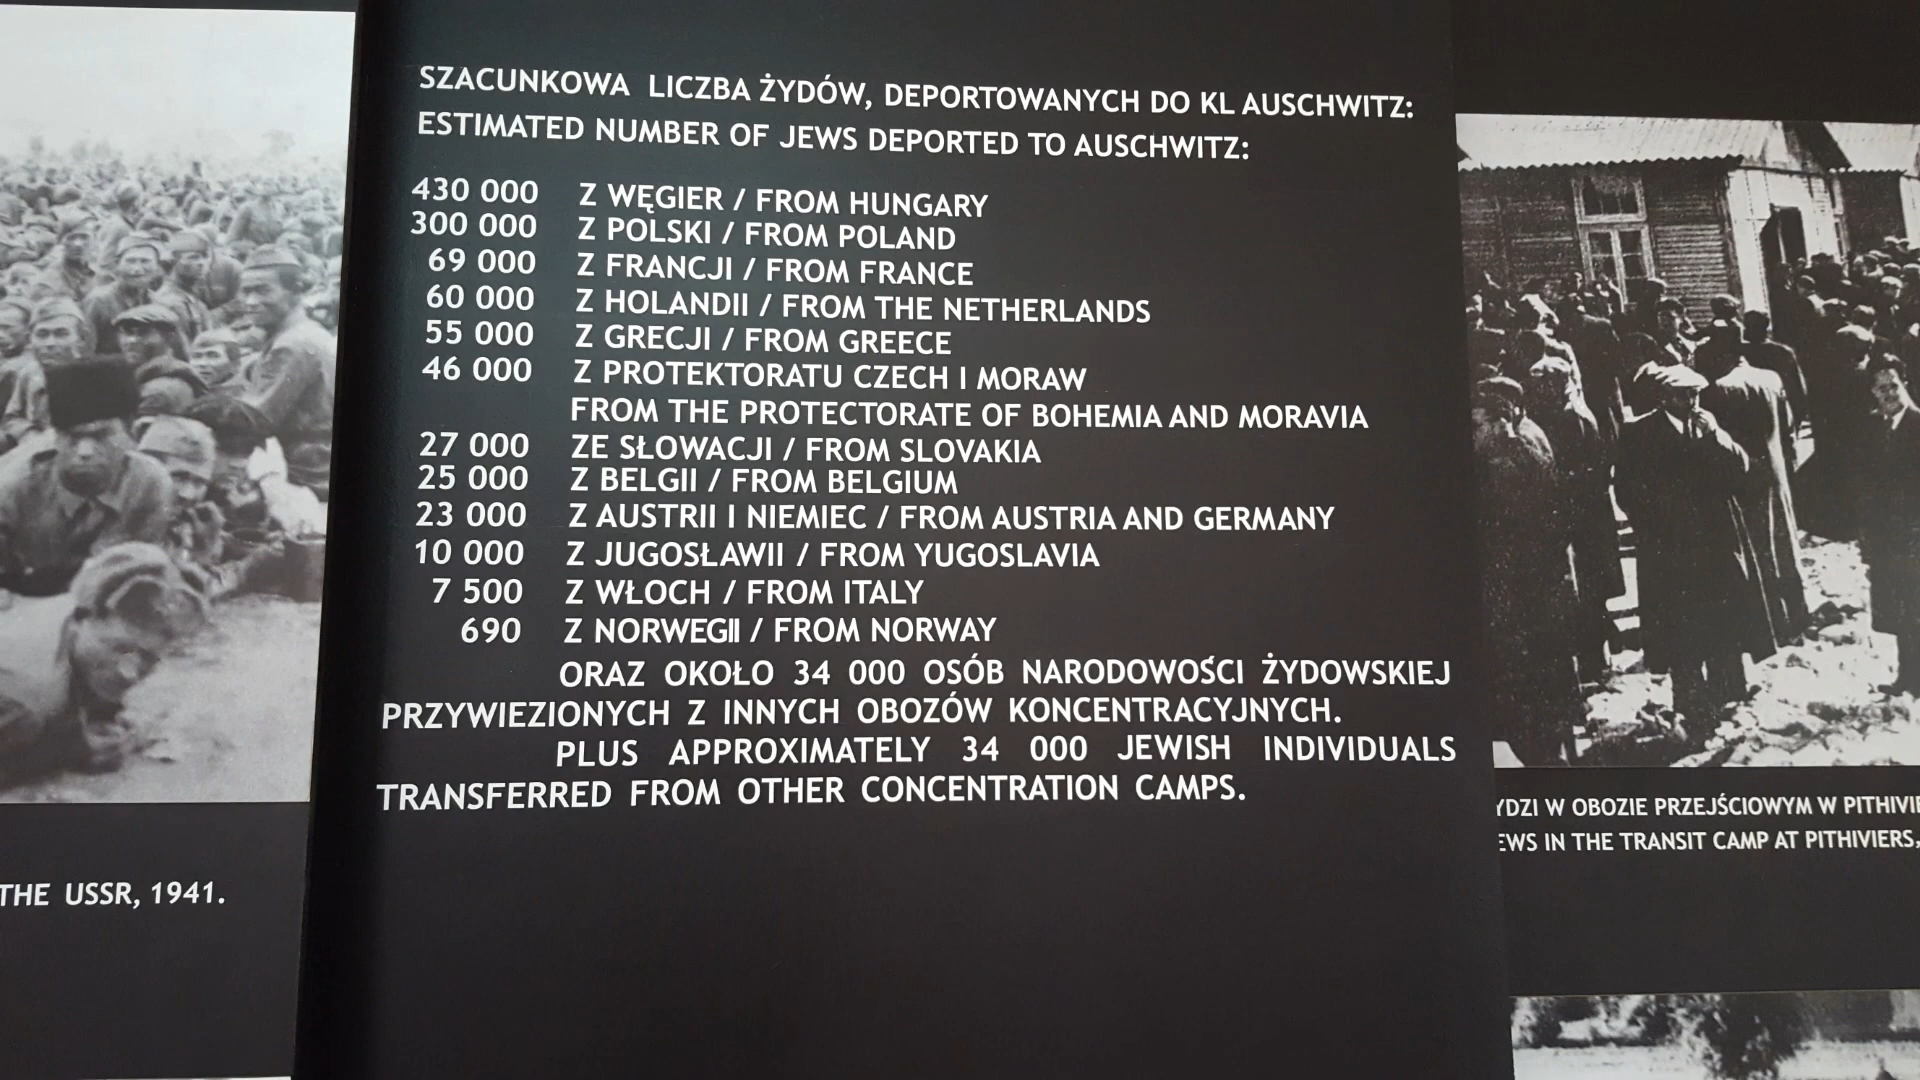 SZACUNKOWA LICZBA ŻYDÓW, DEPORTOWANYCH DO KL AUSCHWITZ:
ESTIMATED NUMBER OF JEWS DEPORTED TO AUSCHWITZ:
430 000 Z WĘGIER / FROM HUNGARY
300 000 Z POLSKI / FROM POLAND
69 000 Z FRANCJI / FROM FRANCE
60 000 Z HOLANDII / FROM THE NETHERLANDS
55 000 Z GRECJI / FROM GREECE
46 000 Z PROTEKTORATU CZECH I MORAW
FROM THE PROTECTORATE OF BOHEMIA AND MORAVIA
27 000 ZE SŁOWACJI / FROM SLOVAKIA
25 000 Z BELGII / FROM BELGIUM
23 000 Z AUSTRII I NIEMIEC / FROM AUSTRIA AND GERMANY
10 000 Z JUGOSŁAWII / FROM YUGOSLAVIA
7 500 Z WŁOCH / FROM ITALY
690 Z NORWEGII / FROM NORWAY
ORAZ OKOŁO 34 000 OSÓB NARODOWOŚCI ŻYDOWSKIEJ
PRZYWIEZIONYCH Z INNYCH OBOZÓW KONCENTRACYJNYCH.
PLUS APPROXIMATELY 34 000 JEWISH INDIVIDUALS
TRANSFERRED FROM OTHER CONCENTRATION CAMPS.
THE USSR, 1941.
W OBOZIE PRZEJŚCIOWYM W
IN THE TRANSIT CAMP AT PITHIVIERS,